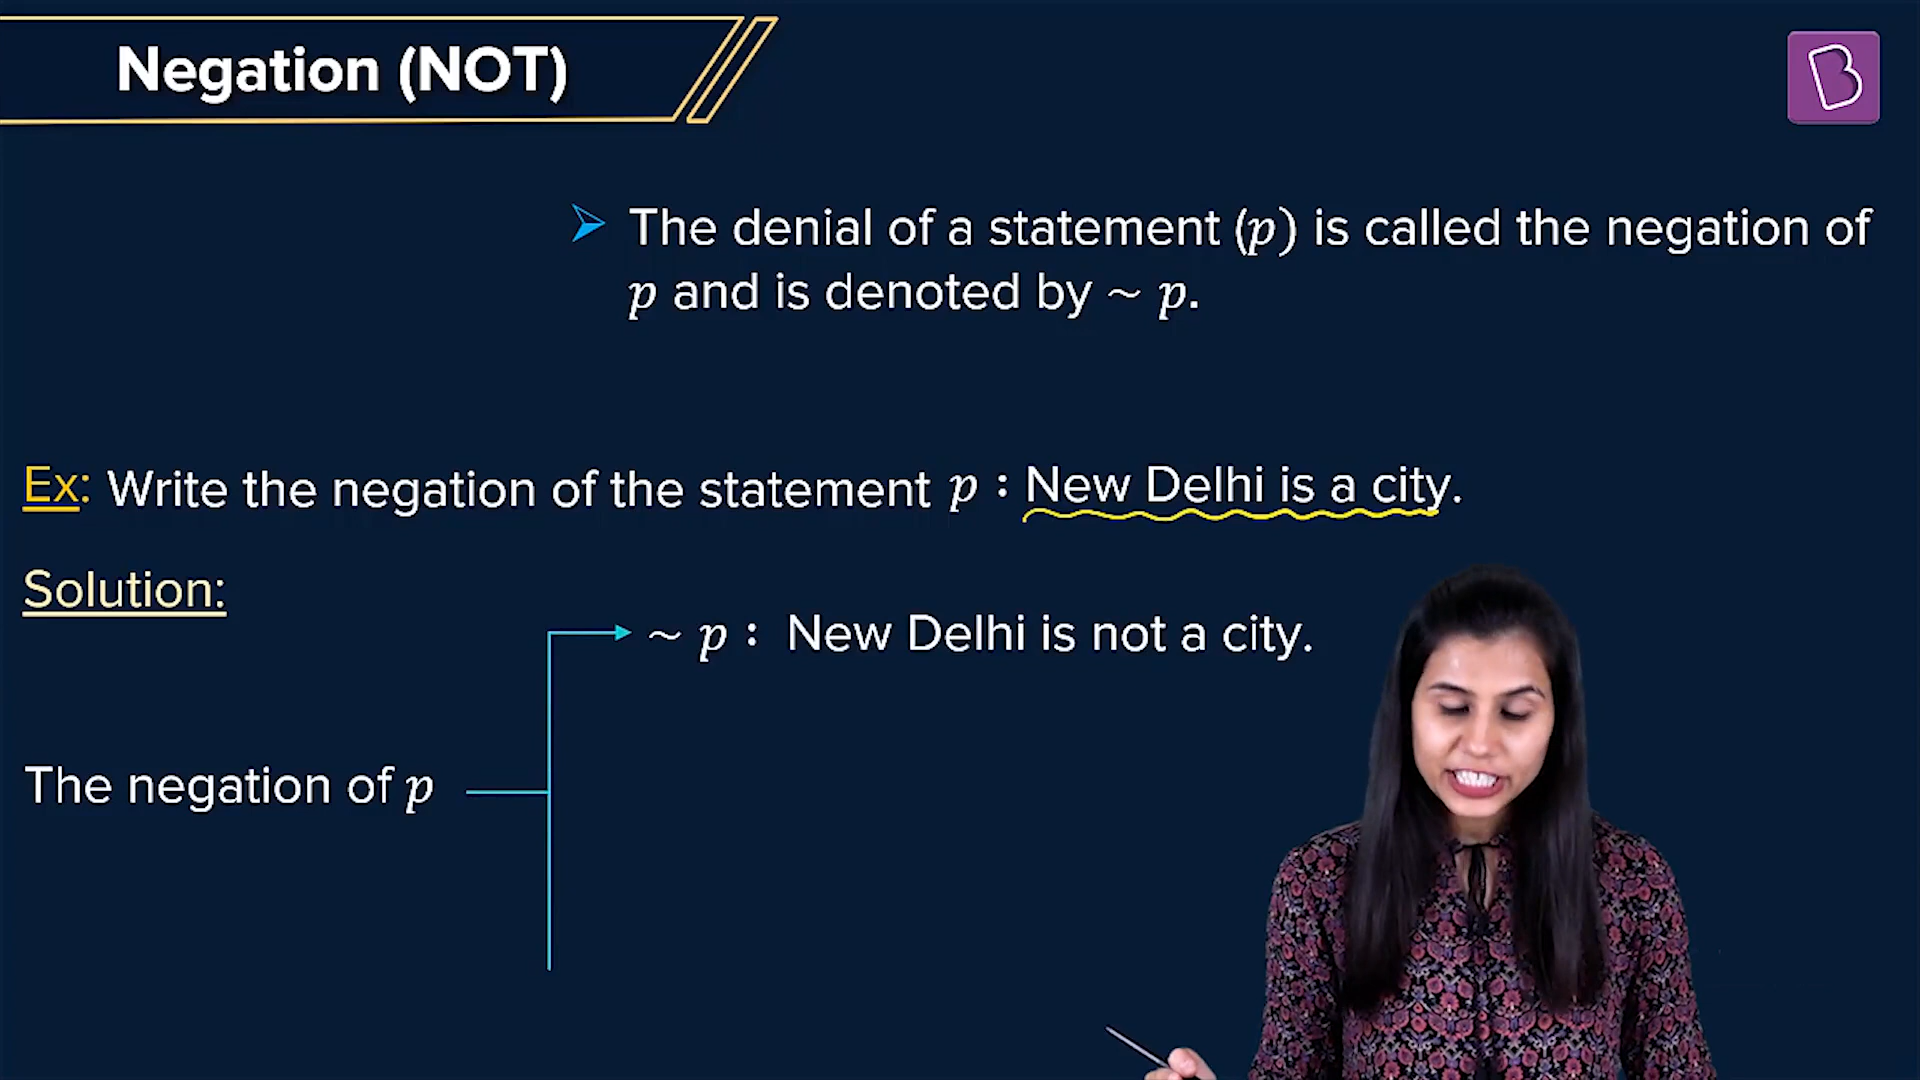 Negation (NOT)
B
The denial of a statement (p) is called the negation of
p and is denoted by ~ p.
Ex: Write the negation of the statement p : New Delhi is a city.
Solution:
~ p : New Delhi is not a city.
The negation of p